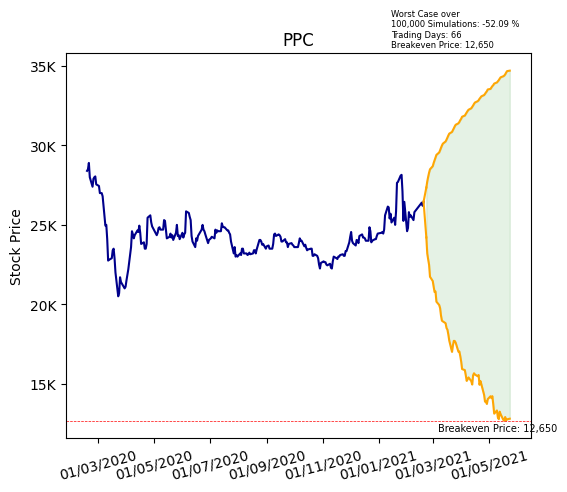 Worst Case over
100,000 Simulations: -52.09 %
Trading Days: 66
Breakeven Price: 12,650
PPC
Stock Price
35K
30K
25K
20K
15K
Breakeven Price: 12,650
01/03/2020 01/05/2020 01/07/2020 01/09/2020 01/11/2020 01/01/2021 01/03/2021 01/05/2021